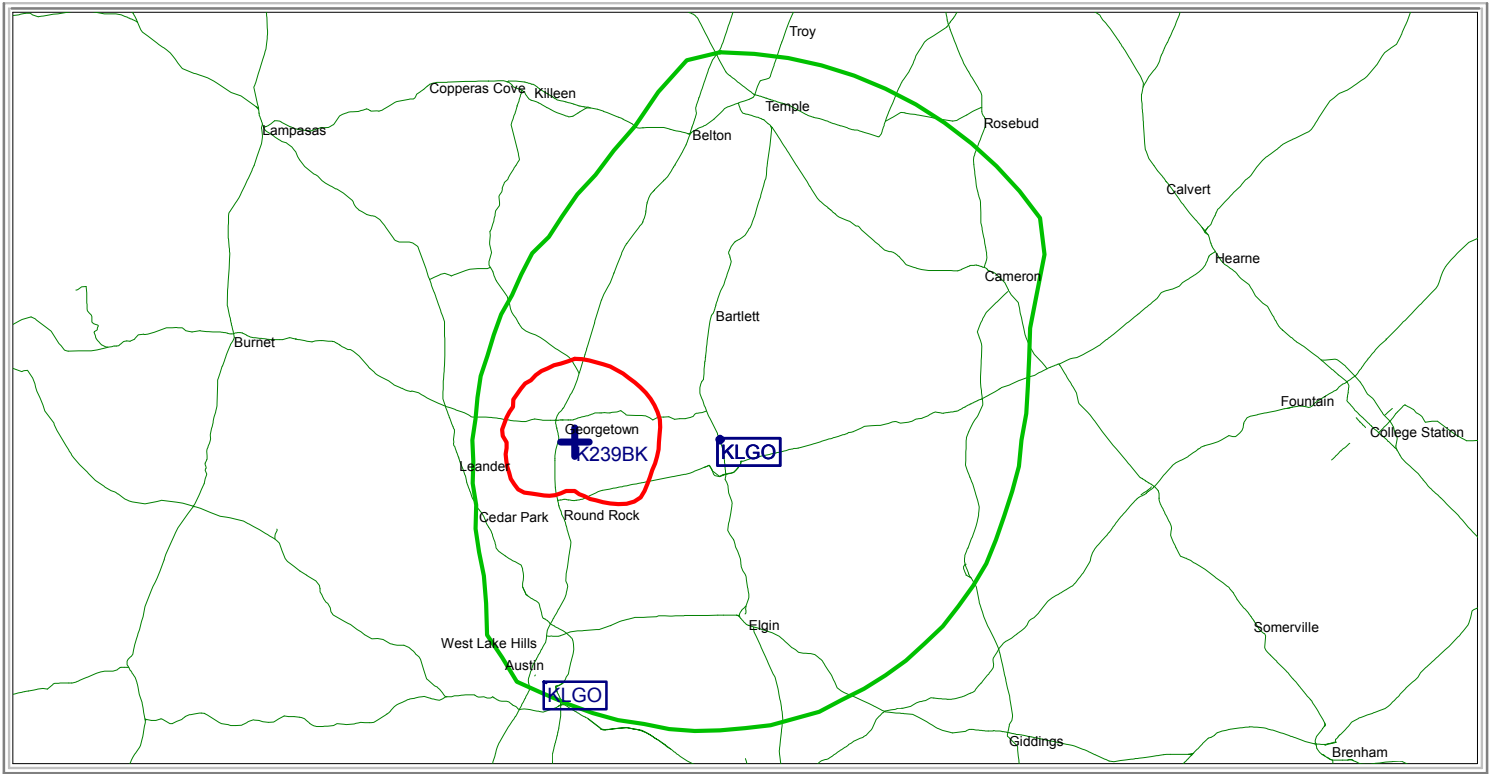 Troy
Copperas Cove
Killeen
Temple
Lampasas
Belton
Rosebud
Calvert
Hearne
Cameron
Bartlett
Burnet
Fountain
Georgetown
College Station
K239BK
KLGO
Leander
Cedar Park
Round Rock
Elgin
Somerville
West Lake Hills
Austin
KLGO
Giddings
Brenham